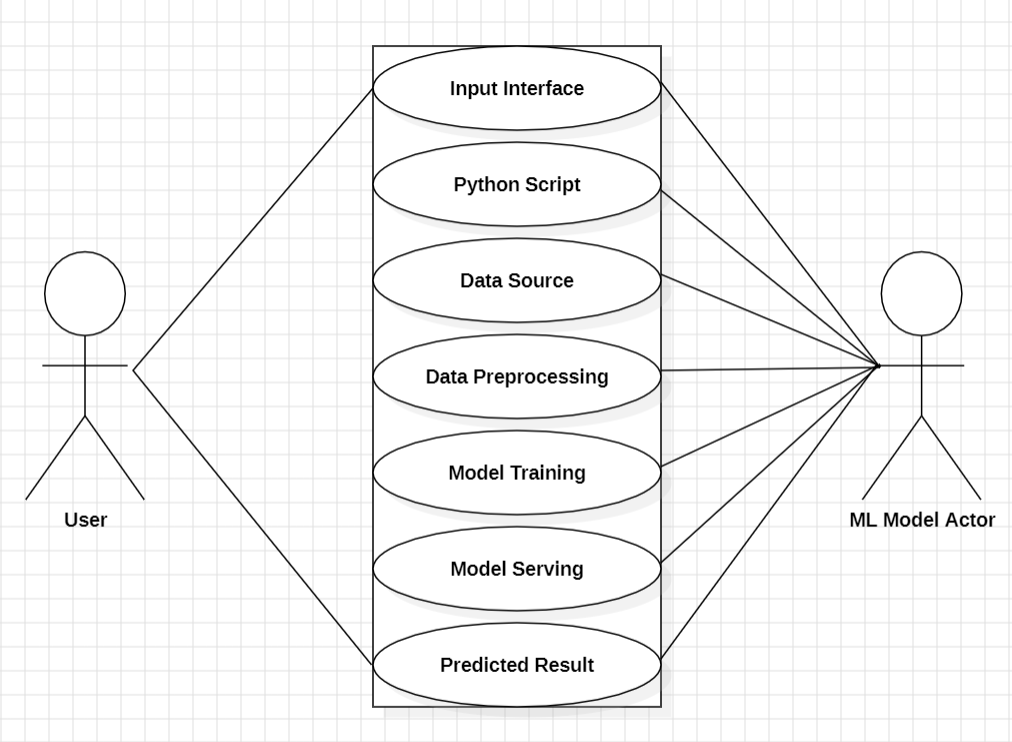 Input Interface
Python Script
Data Source
Data Preprocessing
Model Training
Model Serving
Predicted Result
User
ML Model Actor